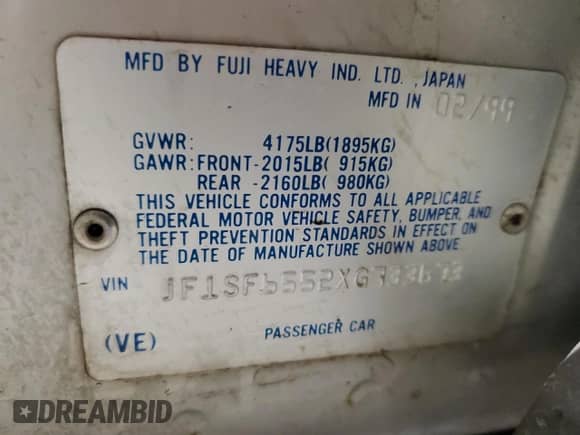 MFD BY FUJI HEAVY IND. LTD., JAPAN
MFD IN 02/99
GVWR: 4175LB(1895KG)
GAWR:FRONT-2015LB( 915KG)
REAR -2160LB( 980KG)
THIS VEHICLE CONFORMS TO ALL APPLICABLE
FEDERAL MOTOR VEHICLE SAFETY, BUMPER, AND
THEFT PREVENTION STANDARDS IN EFFECT ON
THE DATE OF MANUFACTURE SHOWN ABOVE
VIN
(VE) PASSENGER CAR
DREAMBID